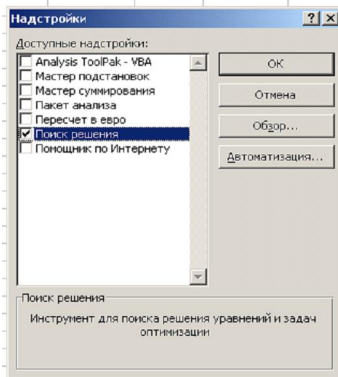 Надстройки
Доступные надстройки:
Analysis ToolPak - VBA
Мастер подстановок
Мастер суммирования
Пакет анализа
Пересчет в евро
Поиск решения
Помощник по Интернету
ОК
Отмена
Обзор...
Автоматизация...
Поиск решения
Инструмент для поиска решения уравнений и задач
оптимизации